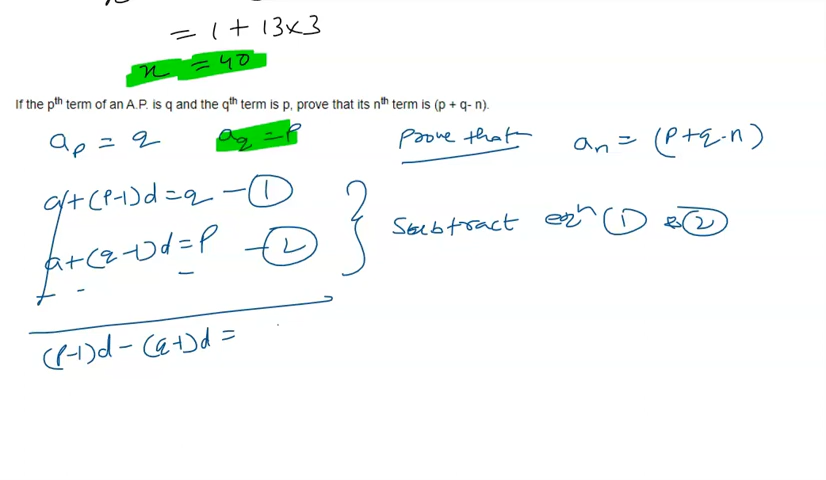 = 1 + 13×3
n = 40
If the pth term of an A.P. is q and the qth term is p, prove that its nth term is (p + q- n).
ap = q aq = p Prove that an = (p+q-n)
a+(p-1)d = q - ①
Subtract eqn ① & ②
a+(q-1)d = p - ②
- - -
(p-1)d - (q-1)d =